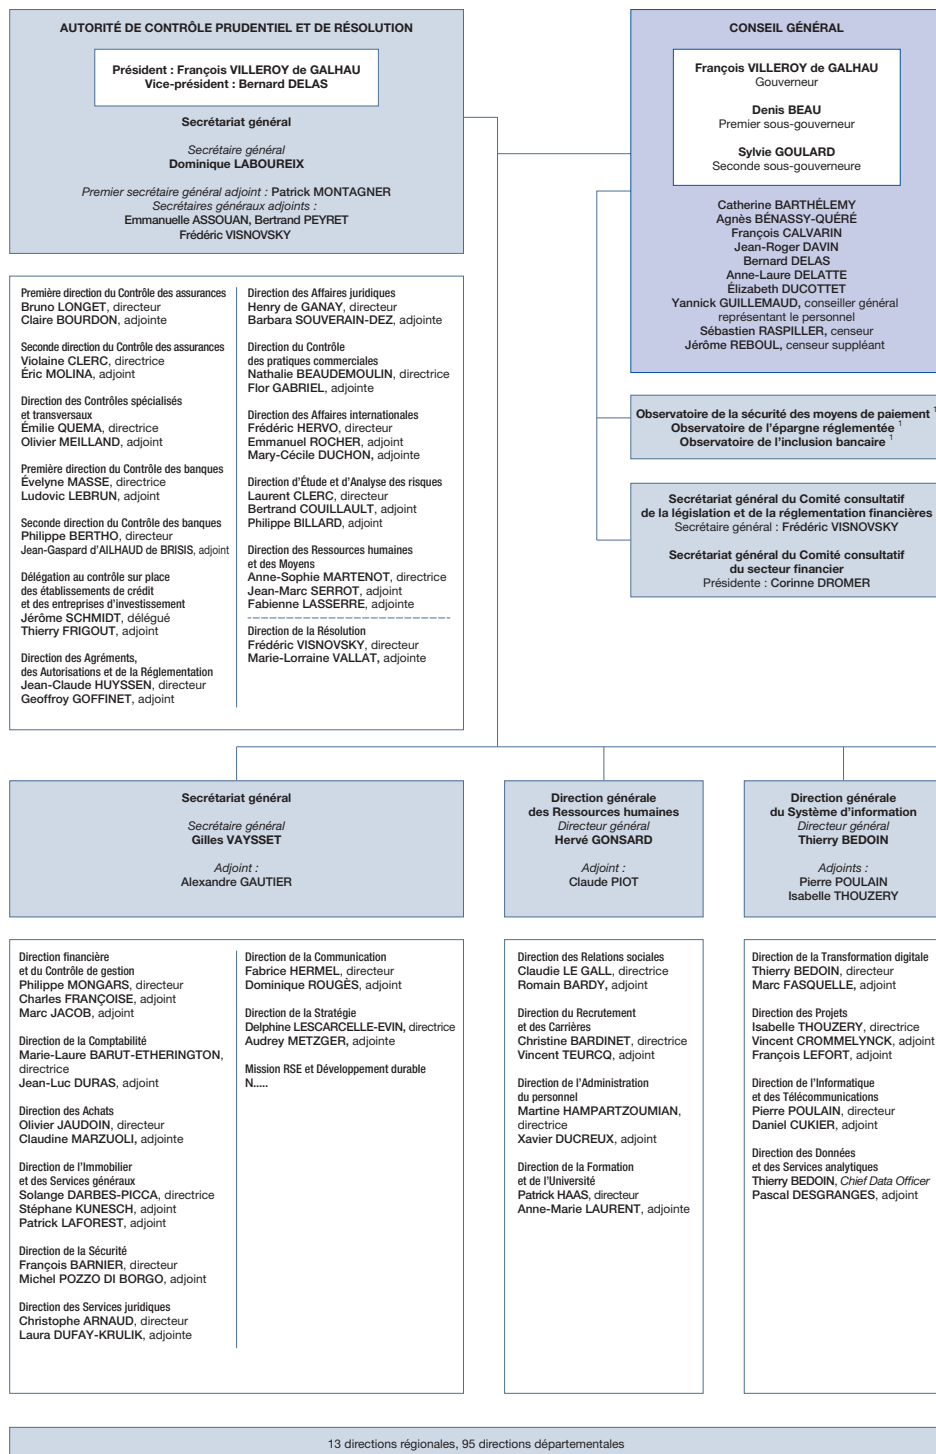 AUTORITÉ DE CONTRÔLE PRUDENTIEL ET DE RÉSOLUTION
Président : François VILLEROY de GALHAU
Vice-président : Bernard DELAS
Secrétariat général
Secrétaire général
Dominique LABOUREIX
Premier secrétaire général adjoint : Patrick MONTAGNER
Secrétaires généraux adjoints :
Emmanuelle ASSOUAN, Bertrand PEYRET
Frédéric VISNOVSKY
Première direction du Contrôle des assurances
Bruno LONGET, directeur
Claire BOURDON, adjointe
Seconde direction du Contrôle des assurances
Violaine CLERC, directrice
Éric MOLINA, adjoint
Direction des Contrôles spécialisés
et transversaux
Émilie QUEMA, directrice
Olivier MEILLAND, adjoint
Première direction du Contrôle des banques
Évelyne MASSE, directrice
Ludovic LEBRUN, adjoint
Seconde direction du Contrôle des banques
Philippe BERTHO, directeur
Jean-Gaspard d'AILHAUD de BRISIS, adjoint
Délégation au contrôle sur place
des établissements de crédit
et des entreprises d'investissement
Jérôme SCHMIDT, délégué
Thierry FRIGOUT, adjoint
Direction des Agréments,
des Autorisations et de la Réglementation
Jean-Claude HUYSSEN, directeur
Geoffroy GOFFINET, adjoint
Direction des Affaires juridiques
Henry de GANAY, directeur
Barbara SOUVERAIN-DEZ, adjointe
Direction du Contrôle
des pratiques commerciales
Nathalie BEAUDEMOULIN, directrice
Flor GABRIEL, adjointe
Direction des Affaires internationales
Frédéric HERVO, directeur
Emmanuel ROCHER, adjoint
Mary-Cécile DUCHON, adjointe
Direction d'Étude et d'Analyse des risques
Laurent CLERC, directeur
Bertrand COUILLAULT, adjoint
Philippe BILLARD, adjoint
Direction des Ressources humaines
et des Moyens
Anne-Sophie MARTENOT, directrice
Jean-Marc SERROT, adjoint
Fabienne LASSERRE, adjointe
Direction de la Résolution
Frédéric VISNOVSKY, directeur
Marie-Lorraine VALLAT, adjointe
CONSEIL GÉNÉRAL
François VILLEROY de GALHAU
Gouverneur
Denis BEAU
Premier sous-gouverneur
Sylvie GOULARD
Seconde sous-gouverneure
Catherine BARTHÉLEMY
Agnès BÉNASSY-QUÉRÉ
François CALVARIN
Jean-Roger DAVIN
Bernard DELAS
Anne-Laure DELATTE
Élizabeth DUCOTTET
Yannick GUILLEMAUD, conseiller général
représentant le personnel
Sébastien RASPILLER, censeur
Jérôme REBOUL, censeur suppléant
Observatoire de la sécurité des moyens de paiement 1
Observatoire de l'épargne réglementée 1
Observatoire de l'inclusion bancaire 1
Secrétariat général du Comité consultatif
de la législation et de la réglementation financières
Secrétaire général : Frédéric VISNOVSKY
Secrétariat général du Comité consultatif
du secteur financier
Présidente : Corinne DROMER
Secrétariat général
Secrétaire général
Gilles VAYSSET
Adjoint :
Alexandre GAUTIER
Direction financière
et du Contrôle de gestion
Philippe MONGARS, directeur
Charles FRANÇOISE, adjoint
Marc JACOB, adjoint
Direction de la Comptabilité
Marie-Laure BARUT-ETHERINGTON,
directrice
Jean-Luc DURAS, adjoint
Direction des Achats
Olivier JAUDOIN, directeur
Claudine MARZUOLI, adjointe
Direction de l'Immobilier
et des Services généraux
Solange DARBES-PICCA, directrice
Stéphane KUNESCH, adjoint
Patrick LAFOREST, adjoint
Direction de la Sécurité
François BARNIER, directeur
Michel POZZO DI BORGO, adjoint
Direction des Services juridiques
Christophe ARNAUD, directeur
Laura DUFAY-KRULIK, adjointe
Direction de la Communication
Fabrice HERMEL, directeur
Dominique ROUGÈS, adjoint
Direction de la Stratégie
Delphine LESCARCELLE-EVIN, directrice
Audrey METZGER, adjointe
Mission RSE et Développement durable
N.....
Direction générale
des Ressources humaines
Directeur général
Hervé GONSARD
Adjoint :
Claude PIOT
Direction des Relations sociales
Claudie LE GALL, directrice
Romain BARDY, adjoint
Direction du Recrutement
et des Carrières
Christine BARDINET, directrice
Vincent TEURCQ, adjoint
Direction de l'Administration
du personnel
Martine HAMPARTZOUMIAN,
directrice
Xavier DUCREUX, adjoint
Direction de la Formation
et de l'Université
Patrick HAAS, directeur
Anne-Marie LAURENT, adjointe
Direction générale
du Système d'information
Directeur général
Thierry BEDOIN
Adjoints :
Pierre POULAIN
Isabelle THOUZERY
Direction de la Transformation digitale
Thierry BEDOIN, directeur
Marc FASQUELLE, adjoint
Direction des Projets
Isabelle THOUZERY, directrice
Vincent CROMMELYNCK, adjoint
François LEFORT, adjoint
Direction de l'Informatique
et des Télécommunications
Pierre POULAIN, directeur
Daniel CUKIER, adjoint
Direction des Données
et des Services analytiques
Thierry BEDOIN, Chief Data Officer
Pascal DESGRANGES, adjoint
13 directions régionales, 95 directions départementales